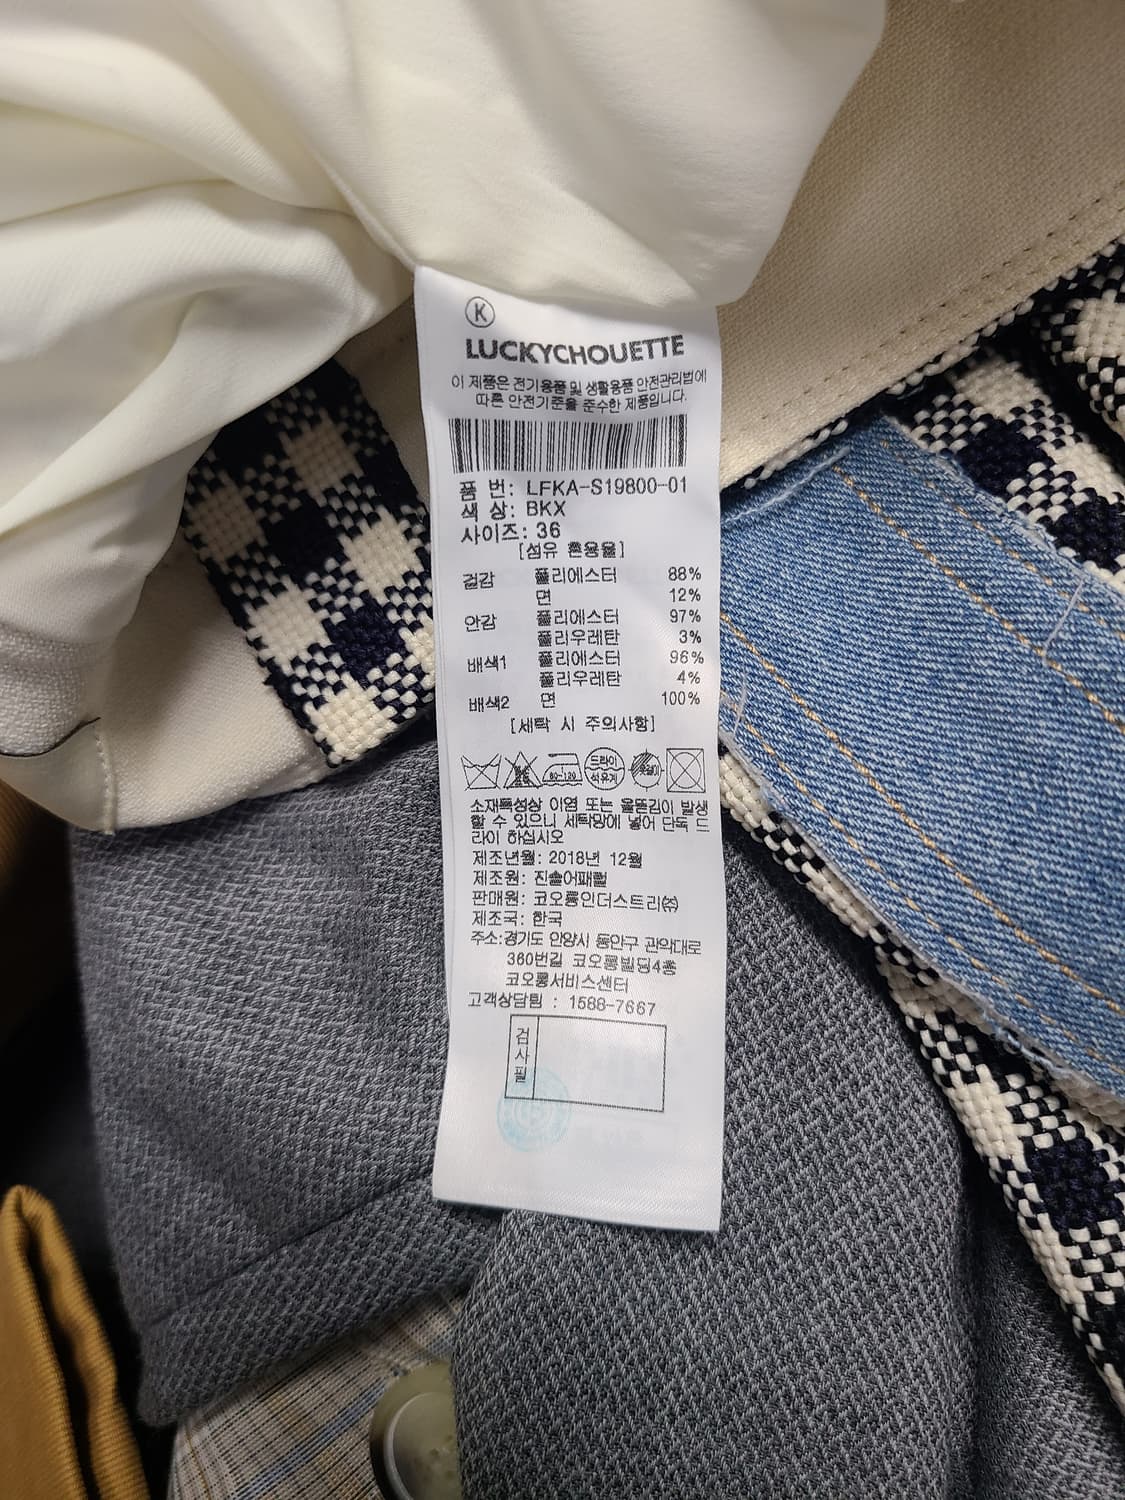 K
LUCKYCHOUETTE
이 제품은 전기용품 및 생활용품 안전관리법에
따른 안전기준을 준수한 제품입니다.
품 번: LFKA-S19800-01
색 상: BKX
사이즈: 36
[섬유 혼용율]
겉감 폴리에스터 88%
면 12%
안감 폴리에스터 97%
폴리우레탄 3%
배색1 폴리에스터 96%
폴리우레탄 4%
배색2 면 100%
[세탁 시 주의사항]
80-120 드라이
석유계
소재특성상 이염 또는 올뜯김이 발생
할 수 있으니 세탁망에 넣어 단독 드
라이 하십시오
제조년월: 2018년 12월
제조원: 진솔어패럴
판매원: 코오롱인더스트리㈜
제조국: 한국
주소:경기도 안양시 동안구 관악대로
360번길 코오롱빌딩4층
코오롱서비스센터
고객상담팀 : 1588-7667
검사필